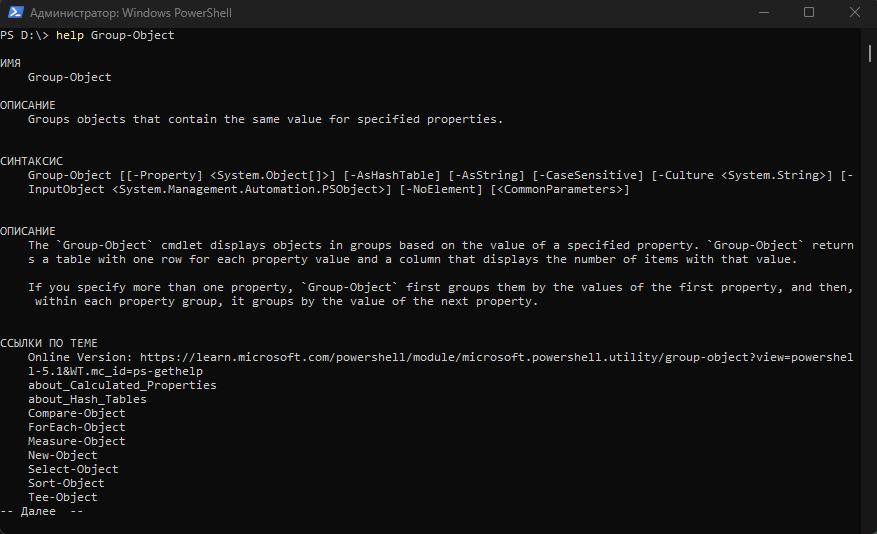 Администратор: Windows PowerShell
PS D:\> help Group-Object
ИМЯ
Group-Object
ОПИСАНИЕ
Groups objects that contain the same value for specified properties.
СИНТАКСИС
Group-Object [[-Property] <System.Object[]>] [-AsHashTable] [-AsString] [-CaseSensitive] [-Culture <System.String>] [-
InputObject <System.Management.Automation.PSObject>] [-NoElement] [<CommonParameters>]
ОПИСАНИЕ
The `Group-Object` cmdlet displays objects in groups based on the value of a specified property. `Group-Object` return
s a table with one row for each property value and a column that displays the number of items with that value.
If you specify more than one property, `Group-Object` first groups them by the values of the first property, and then,
within each property group, it groups by the value of the next property.
ССЫЛКИ ПО ТЕМЕ
Online Version: https://learn.microsoft.com/powershell/module/microsoft.powershell.utility/group-object?view=powershel
l-5.1&WT.mc_id=ps-gethelp
about_Calculated_Properties
about_Hash_Tables
Compare-Object
ForEach-Object
Measure-Object
New-Object
Select-Object
Sort-Object
Tee-Object
-- Далее --